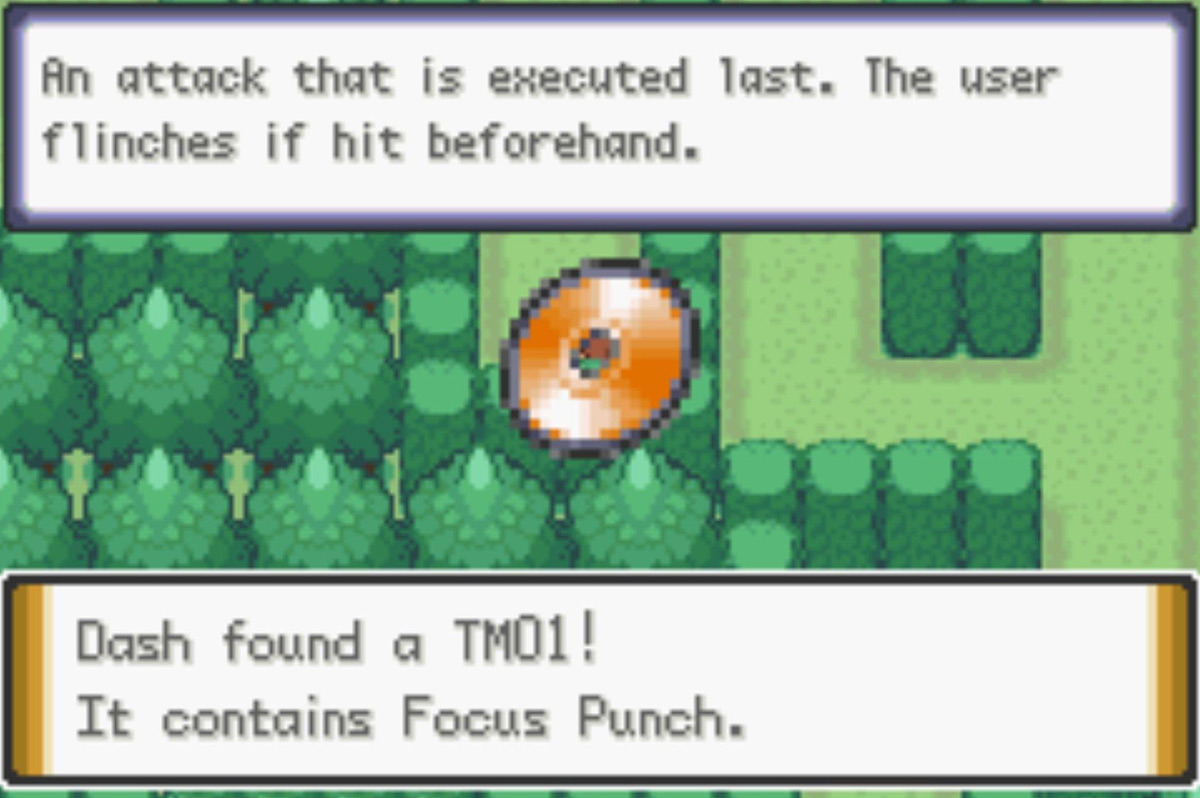 An attack that is executed last. The user
flinches if hit beforehand.
Dash found a TM01!
It contains Focus Punch.